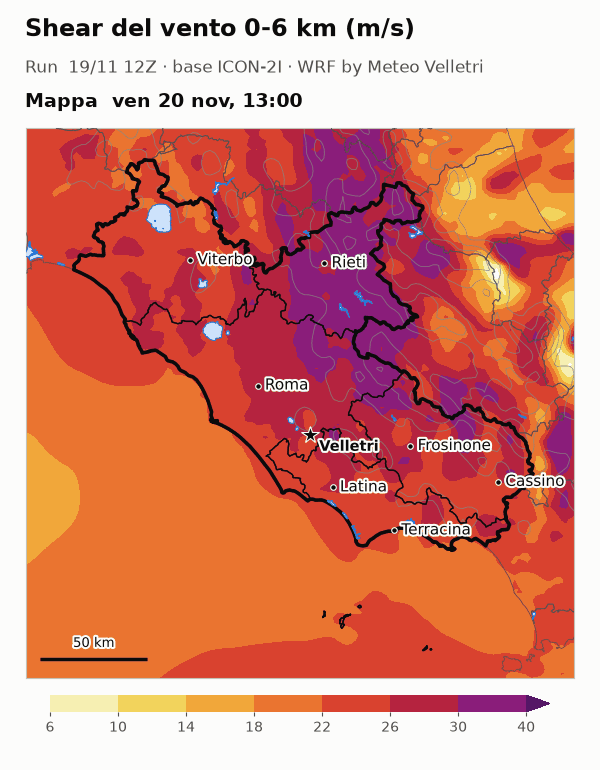 Shear del vento 0-6 km (m/s)
Run  19/11 12Z · base ICON-2I · WRF by Meteo Velletri
Mappa  ven 20 nov, 13:00
Viterbo
Rieti
Roma
Velletri
Frosinone
Cassino
Latina
Terracina
50 km
6 10 14 18 22 26 30 40